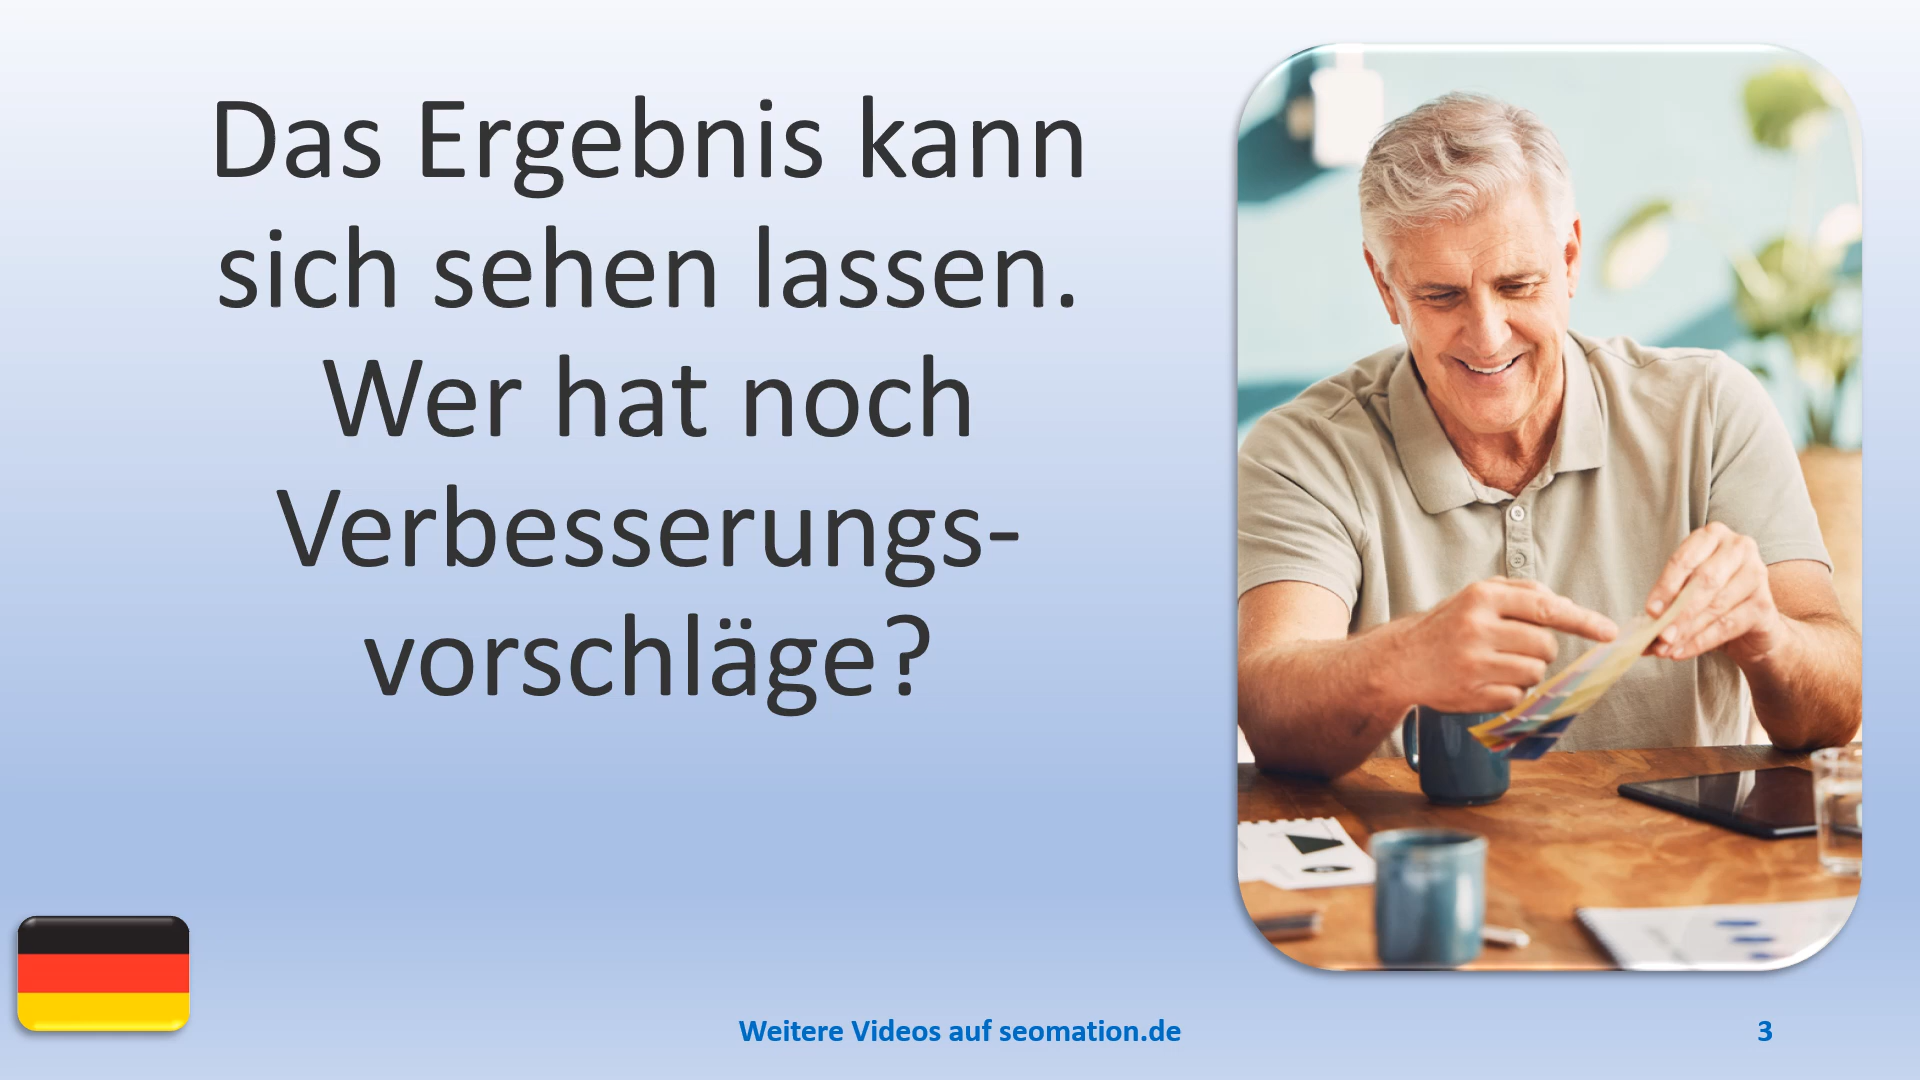 Das Ergebnis kann
sich sehen lassen.
Wer hat noch
Verbesserungs-
vorschläge?
Weitere Videos auf seomation.de
3